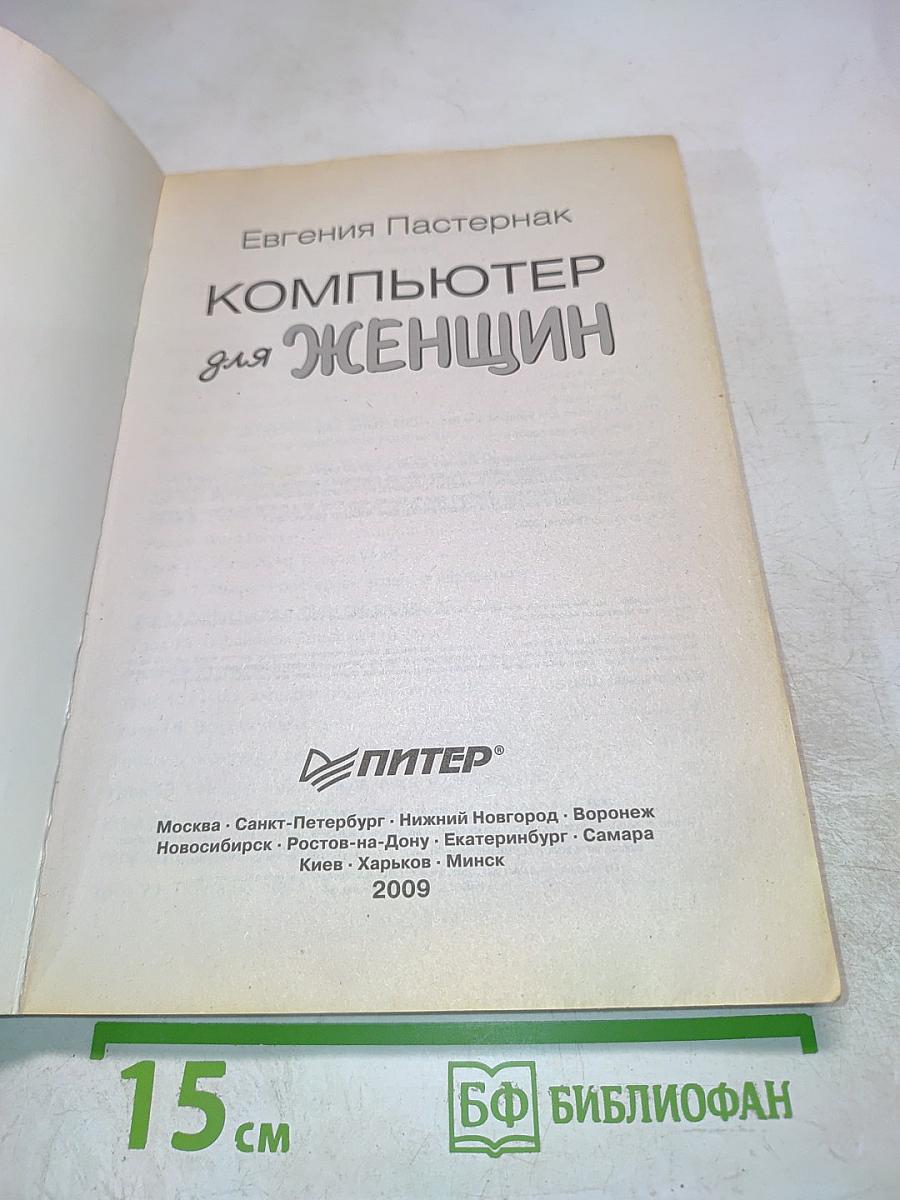 Евгения Пастернак
КОМПЬЮТЕР
для ЖЕНЩИН
ПИТЕР®
Москва · Санкт-Петербург · Нижний Новгород · Воронеж
Новосибирск · Ростов-на-Дону · Екатеринбург · Самара
Киев · Харьков · Минск
2009
15 см
БФ БИБЛИОФАН